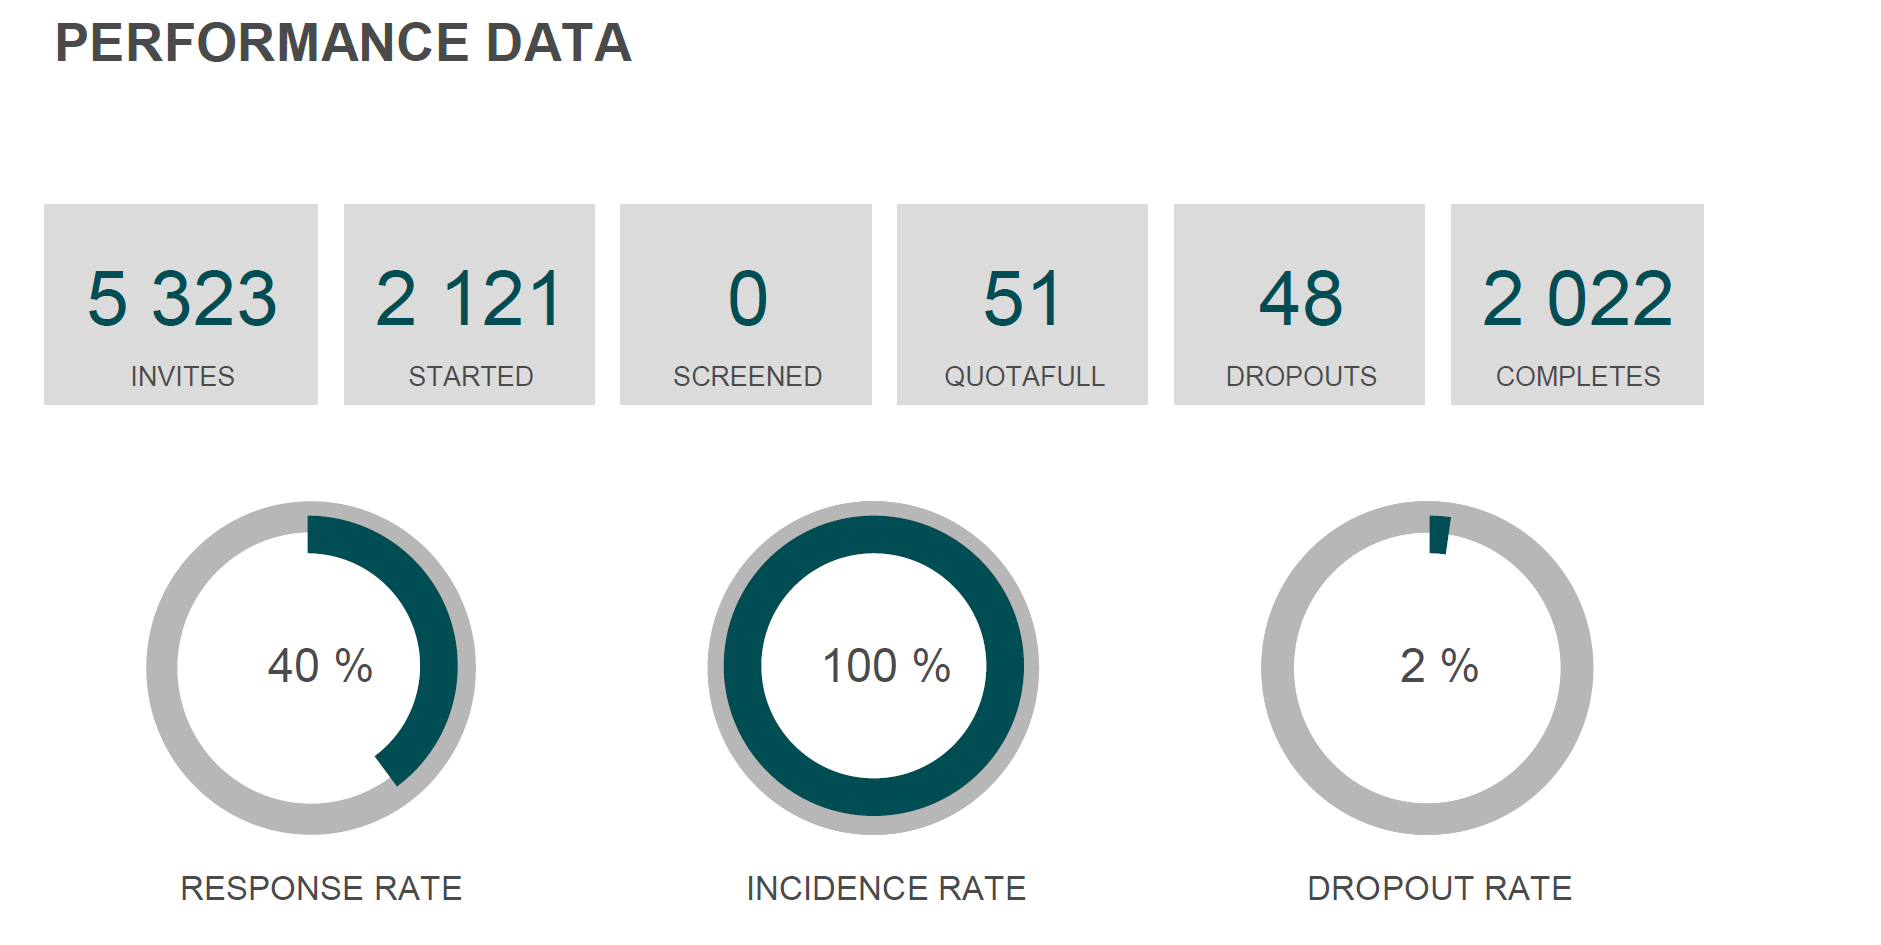 PERFORMANCE DATA
5 323 2 121 0 51 48 2 022
INVITES STARTED SCREENED QUOTAFULL DROPOUTS COMPLETES
40 % 100 % 2 %
RESPONSE RATE INCIDENCE RATE DROPOUT RATE